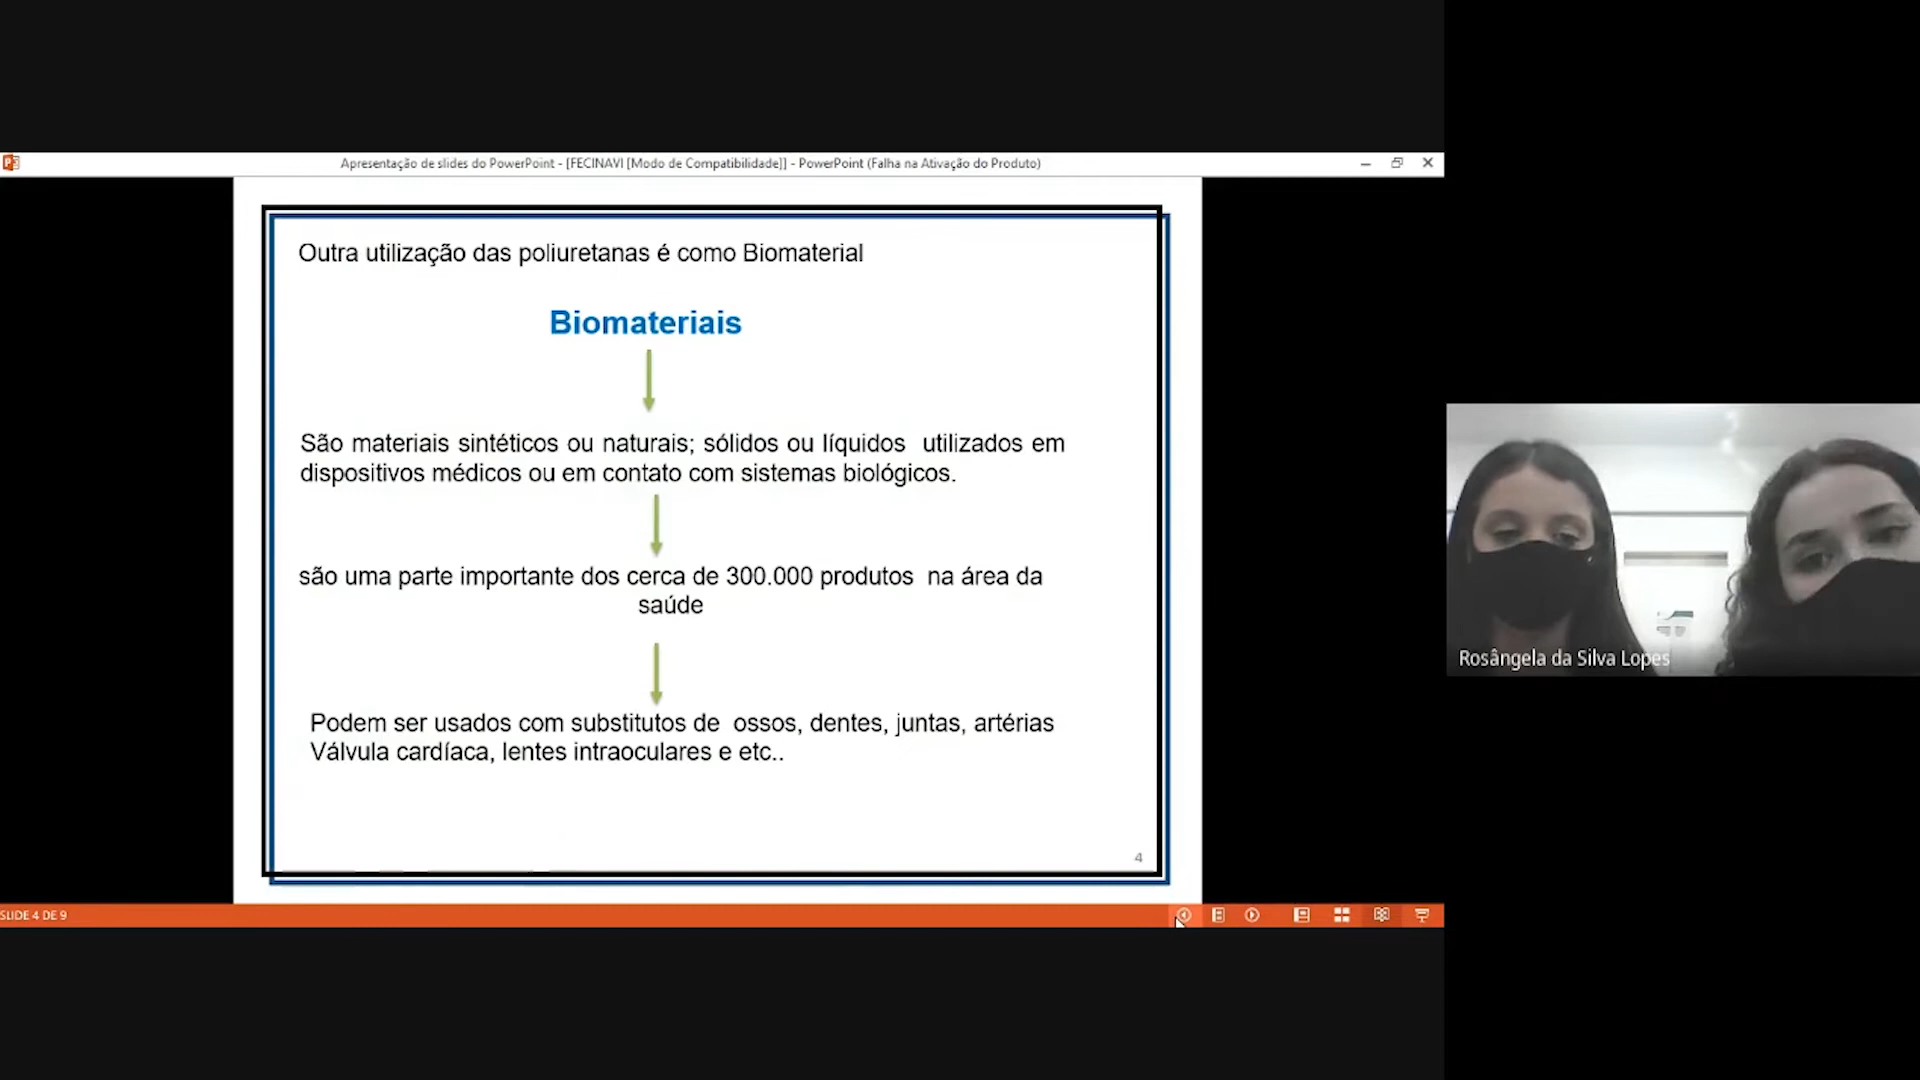 Apresentação de slides do PowerPoint - [FECINAVI [Modo de Compatibilidade]] - PowerPoint (Falha na Ativação do Produto)
Outra utilização das poliuretanas é como Biomaterial
Biomateriais
São materiais sintéticos ou naturais; sólidos ou líquidos utilizados em
dispositivos médicos ou em contato com sistemas biológicos.
são uma parte importante dos cerca de 300.000 produtos na área da
saúde
Podem ser usados com substitutos de ossos, dentes, juntas, artérias
Válvula cardíaca, lentes intraoculares e etc..
4
SLIDE 4 DE 9
Rosângela da Silva Lopes